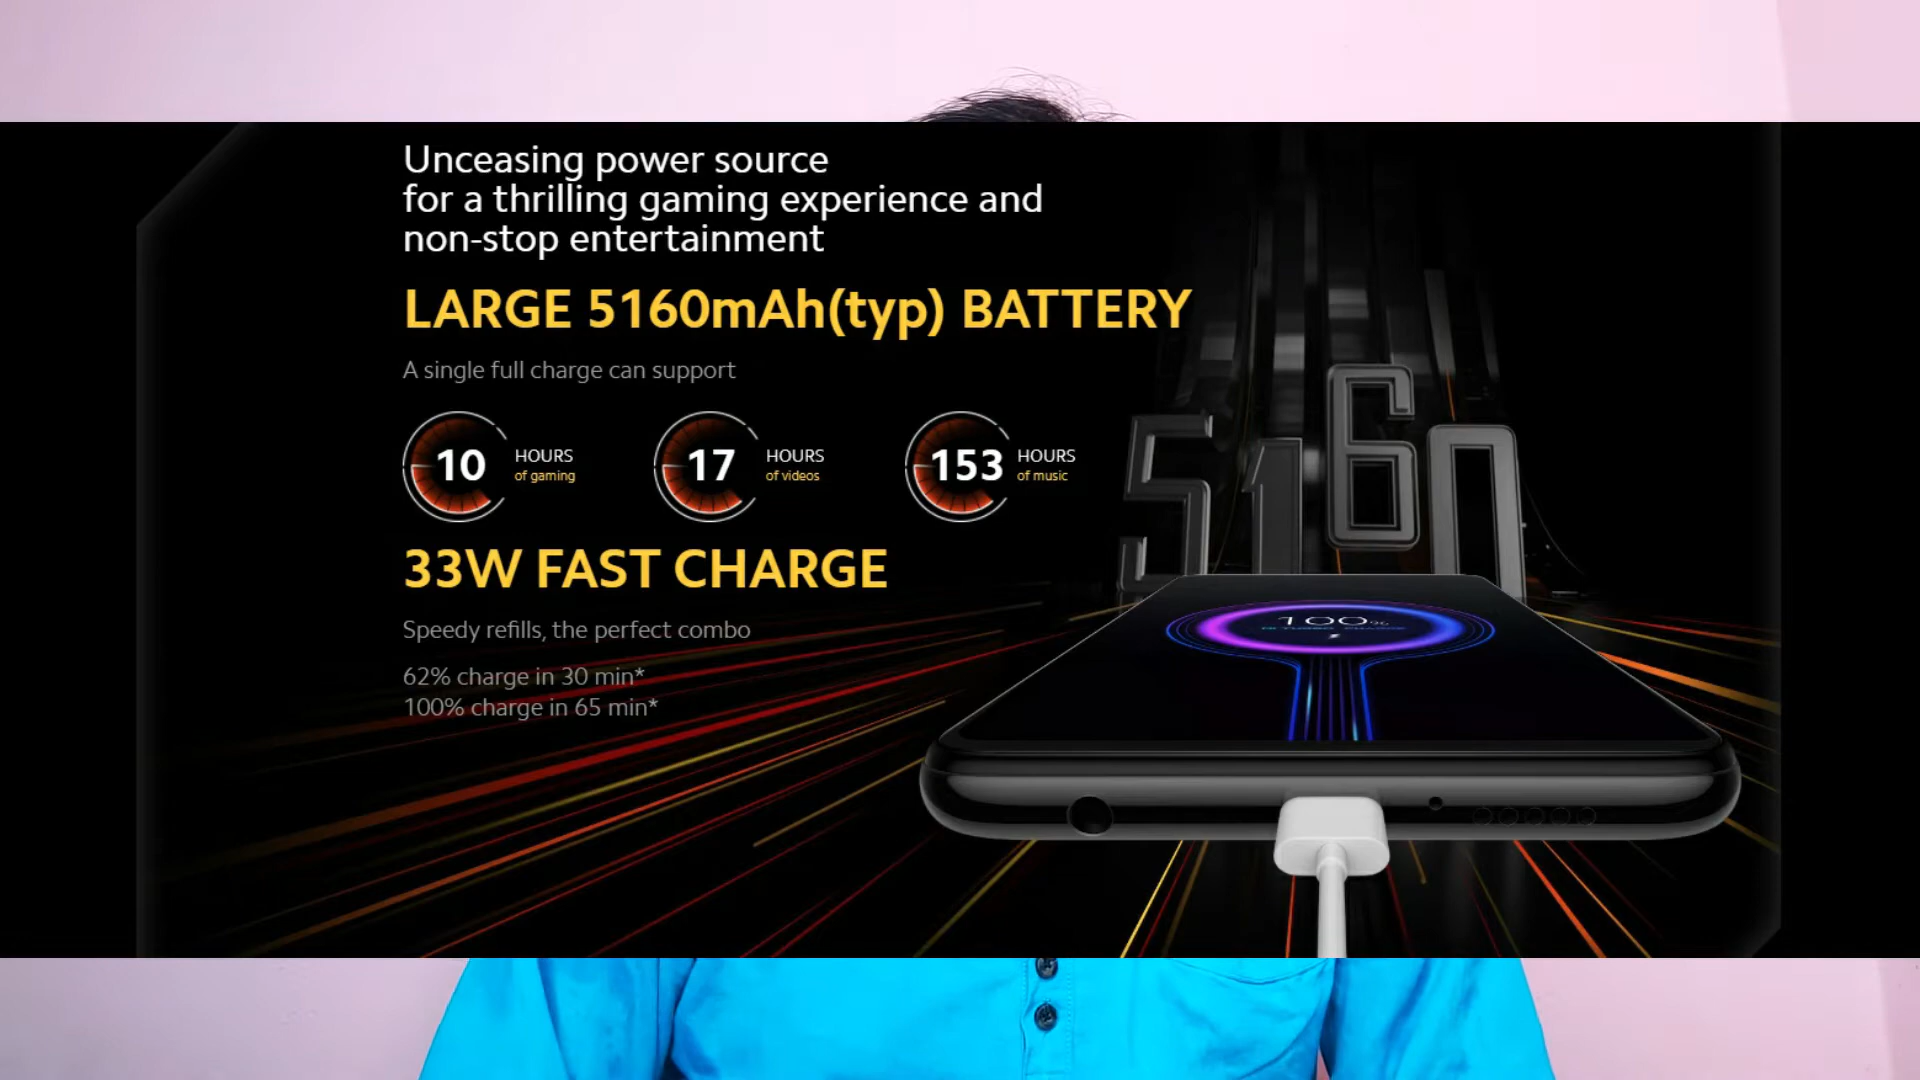 Unceasing power source
for a thrilling gaming experience and
non-stop entertainment
LARGE 5160mAh(typ) BATTERY
A single full charge can support
10 HOURS of gaming
17 HOURS of videos
153 HOURS of music
33W FAST CHARGE
Speedy refills, the perfect combo
62% charge in 30 min*
100% charge in 65 min*
5160
100%